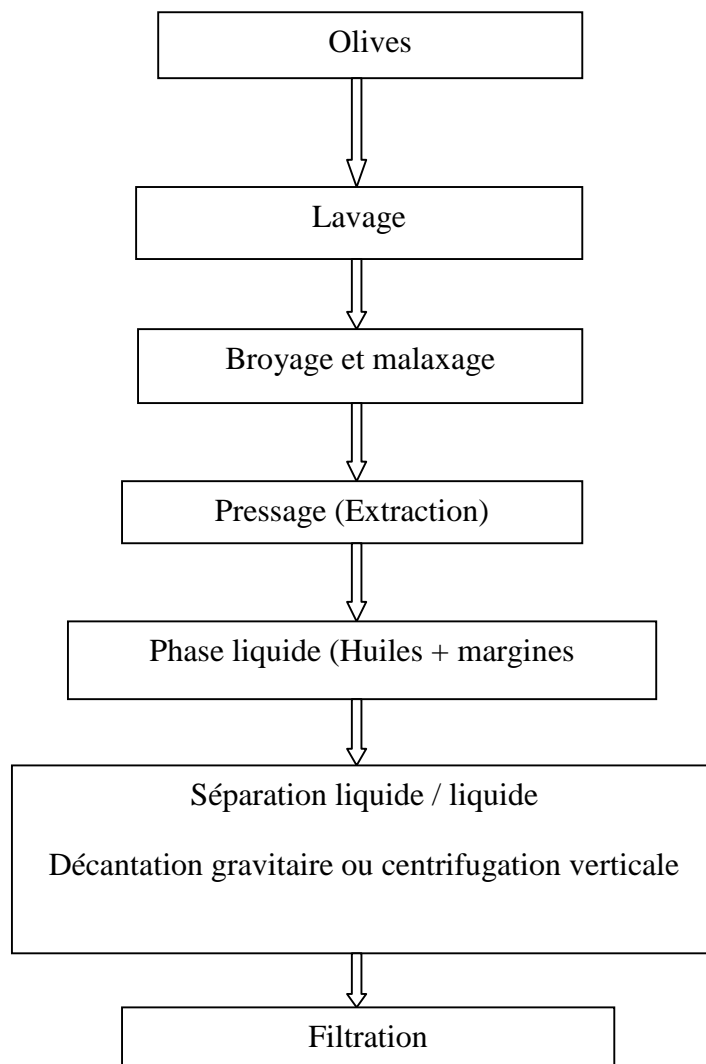 Olives
Lavage
Broyage et malaxage
Pressage (Extraction)
Phase liquide (Huiles + margines
Séparation liquide / liquide
Décantation gravitaire ou centrifugation verticale
Filtration